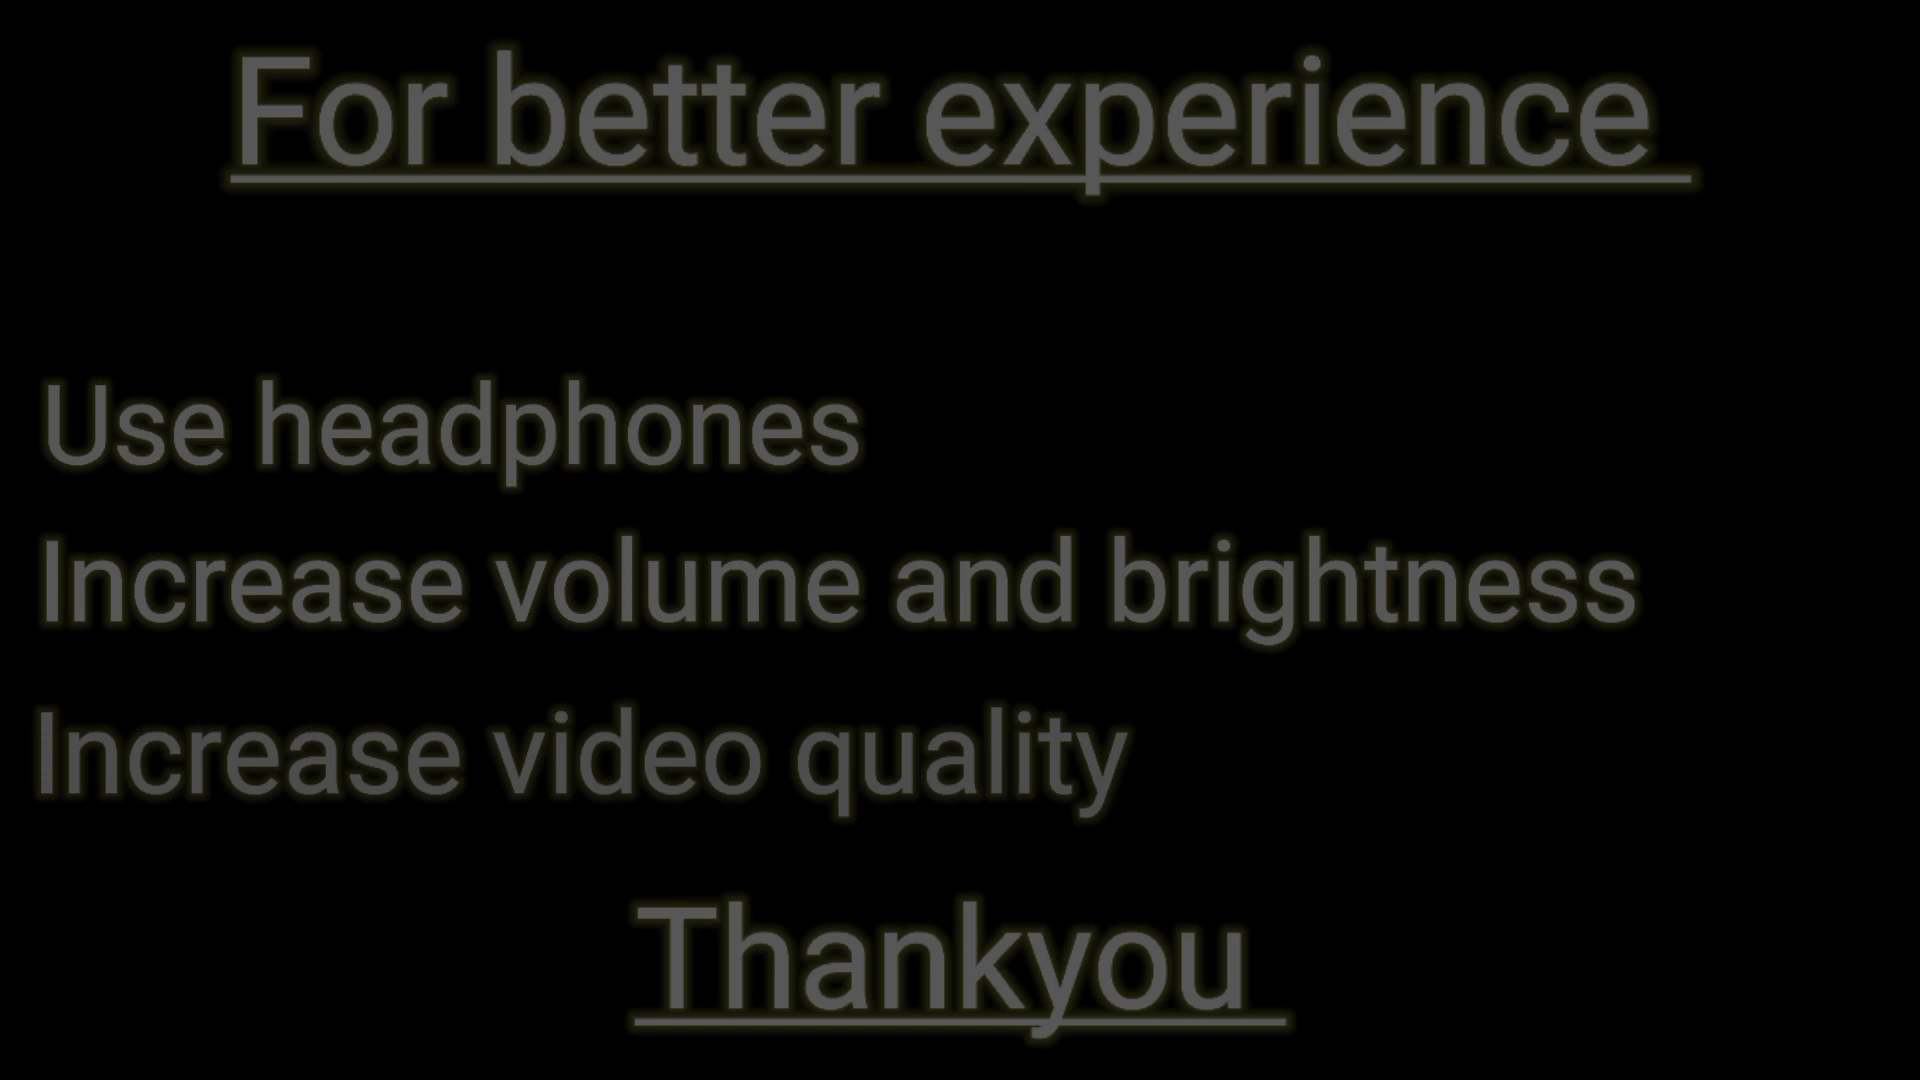 For better experience
Use headphones
Increase volume and brightness
Increase video quality
Thankyou